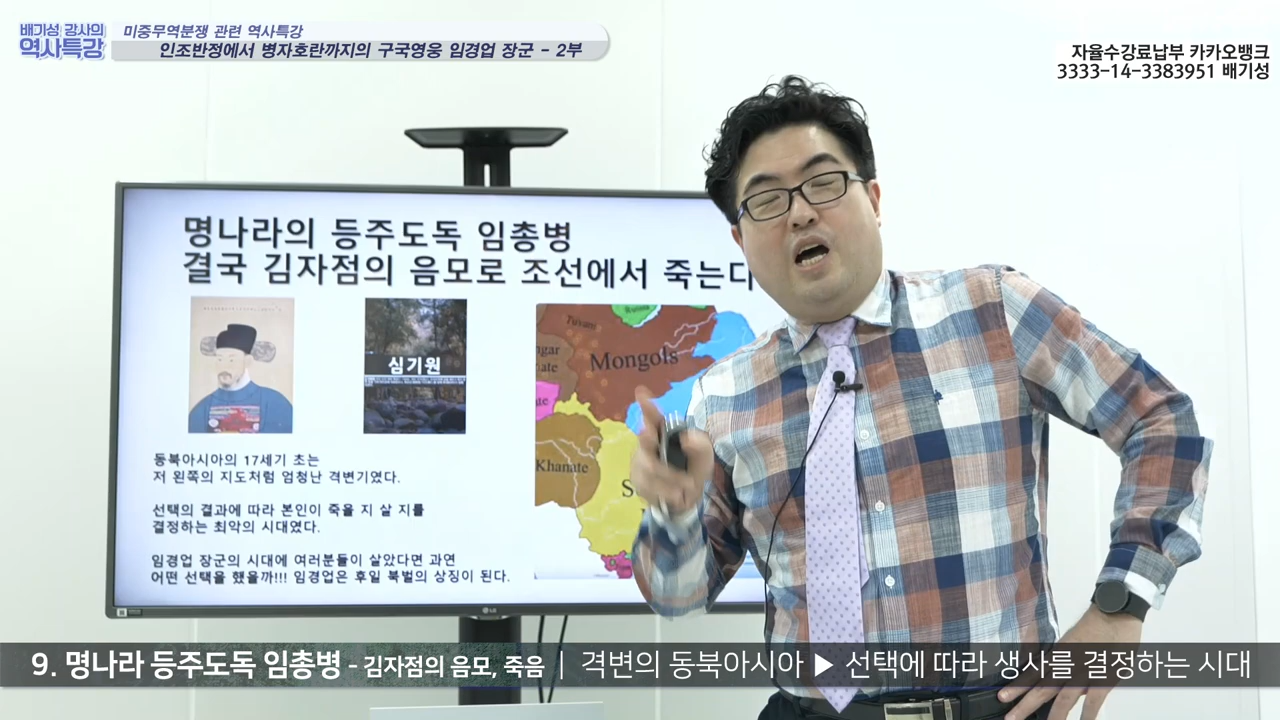 배기성 강사의
역사특강
미중무역분쟁 관련 역사특강
인조반정에서 병자호란까지의 구국영웅 임경업 장군 - 2부
자율수강료납부 카카오뱅크
3333-14-3383951 배기성
명나라의 등주도독 임총병
결국 김자점의 음모로 조선에서 죽는다
심기원
Russia
Tuvans
Mongols
ngar
ate
ate
Khanate
S
동북아시아의 17세기 초는
저 왼쪽의 지도처럼 엄청난 격변기였다.
선택의 결과에 따라 본인이 죽을 지 살 지를
결정하는 최악의 시대였다.
임경업 장군의 시대에 여러분들이 살았다면 과연
어떤 선택을 했을까!!! 임경업은 후일 북벌의 상징이 된다.
LG
9. 명나라 등주도독 임총병 - 김자점의 음모, 죽음 | 격변의 동북아시아 ▶ 선택에 따라 생사를 결정하는 시대